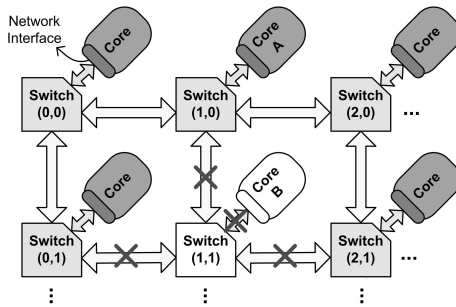 Network
Interface
Core
Core
A
Core
Switch
(0,0)
Switch
(1,0)
Switch
(2,0)
...
Core
Core
B
Core
Switch
(0,1)
Switch
(1,1)
Switch
(2,1)
...
...
...
...